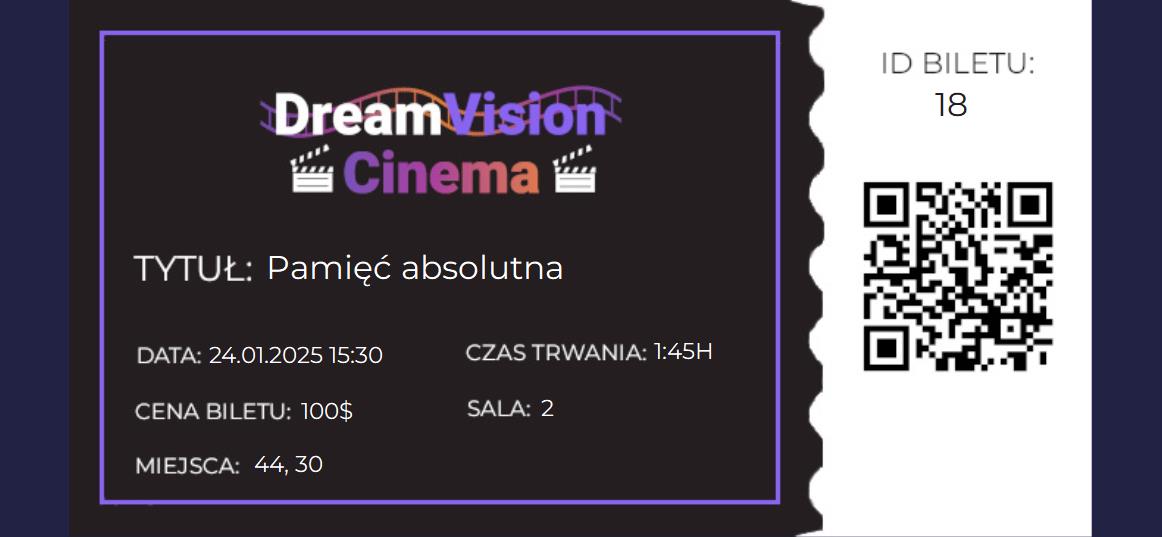 DreamVision
Cinema
TYTUŁ: Pamięć absolutna
DATA: 24.01.2025 15:30
CZAS TRWANIA: 1:45H
CENA BILETU: 100$
SALA: 2
MIEJSCA: 44, 30
ID BILETU:
18